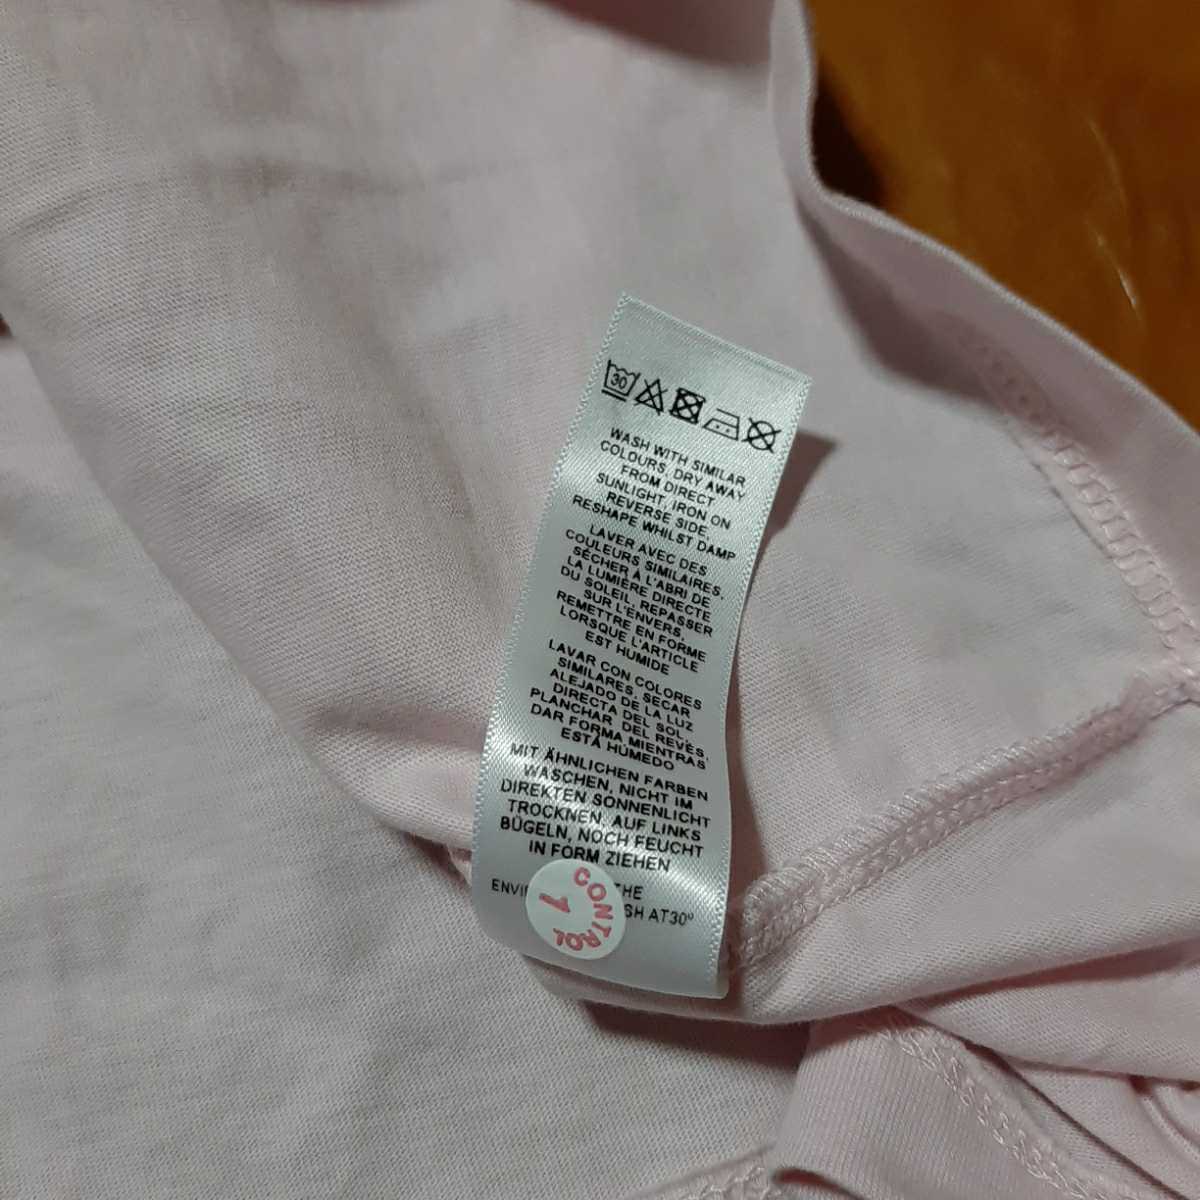 30
WASH WITH SIMILAR
COLOURS, DRY AWAY
FROM DIRECT
SUNLIGHT, IRON ON
REVERSE SIDE,
RESHAPE WHILST DAMP
LAVER AVEC DES
COULEURS SIMILAIRES.
SÉCHER À L'ABRI DE
LA LUMIÈRE DIRECTE
DU SOLEIL. REPASSER
SUR L'ENVERS.
REMETTRE EN FORME
LORSQUE L'ARTICLE
EST HUMIDE
LAVAR CON COLORES
SIMILARES. SECAR
ALEJADO DE LA LUZ
DIRECTA DEL SOL.
PLANCHAR DEL REVÉS.
DAR FORMA MIENTRAS
ESTÁ HÚMEDO
MIT ÄHNLICHEN FARBEN
WASCHEN, NICHT IM
DIREKTEN SONNENLICHT
TROCKNEN, AUF LINKS
BÜGELN, NOCH FEUCHT
IN FORM ZIEHEN
AT30º
CONTROL
1